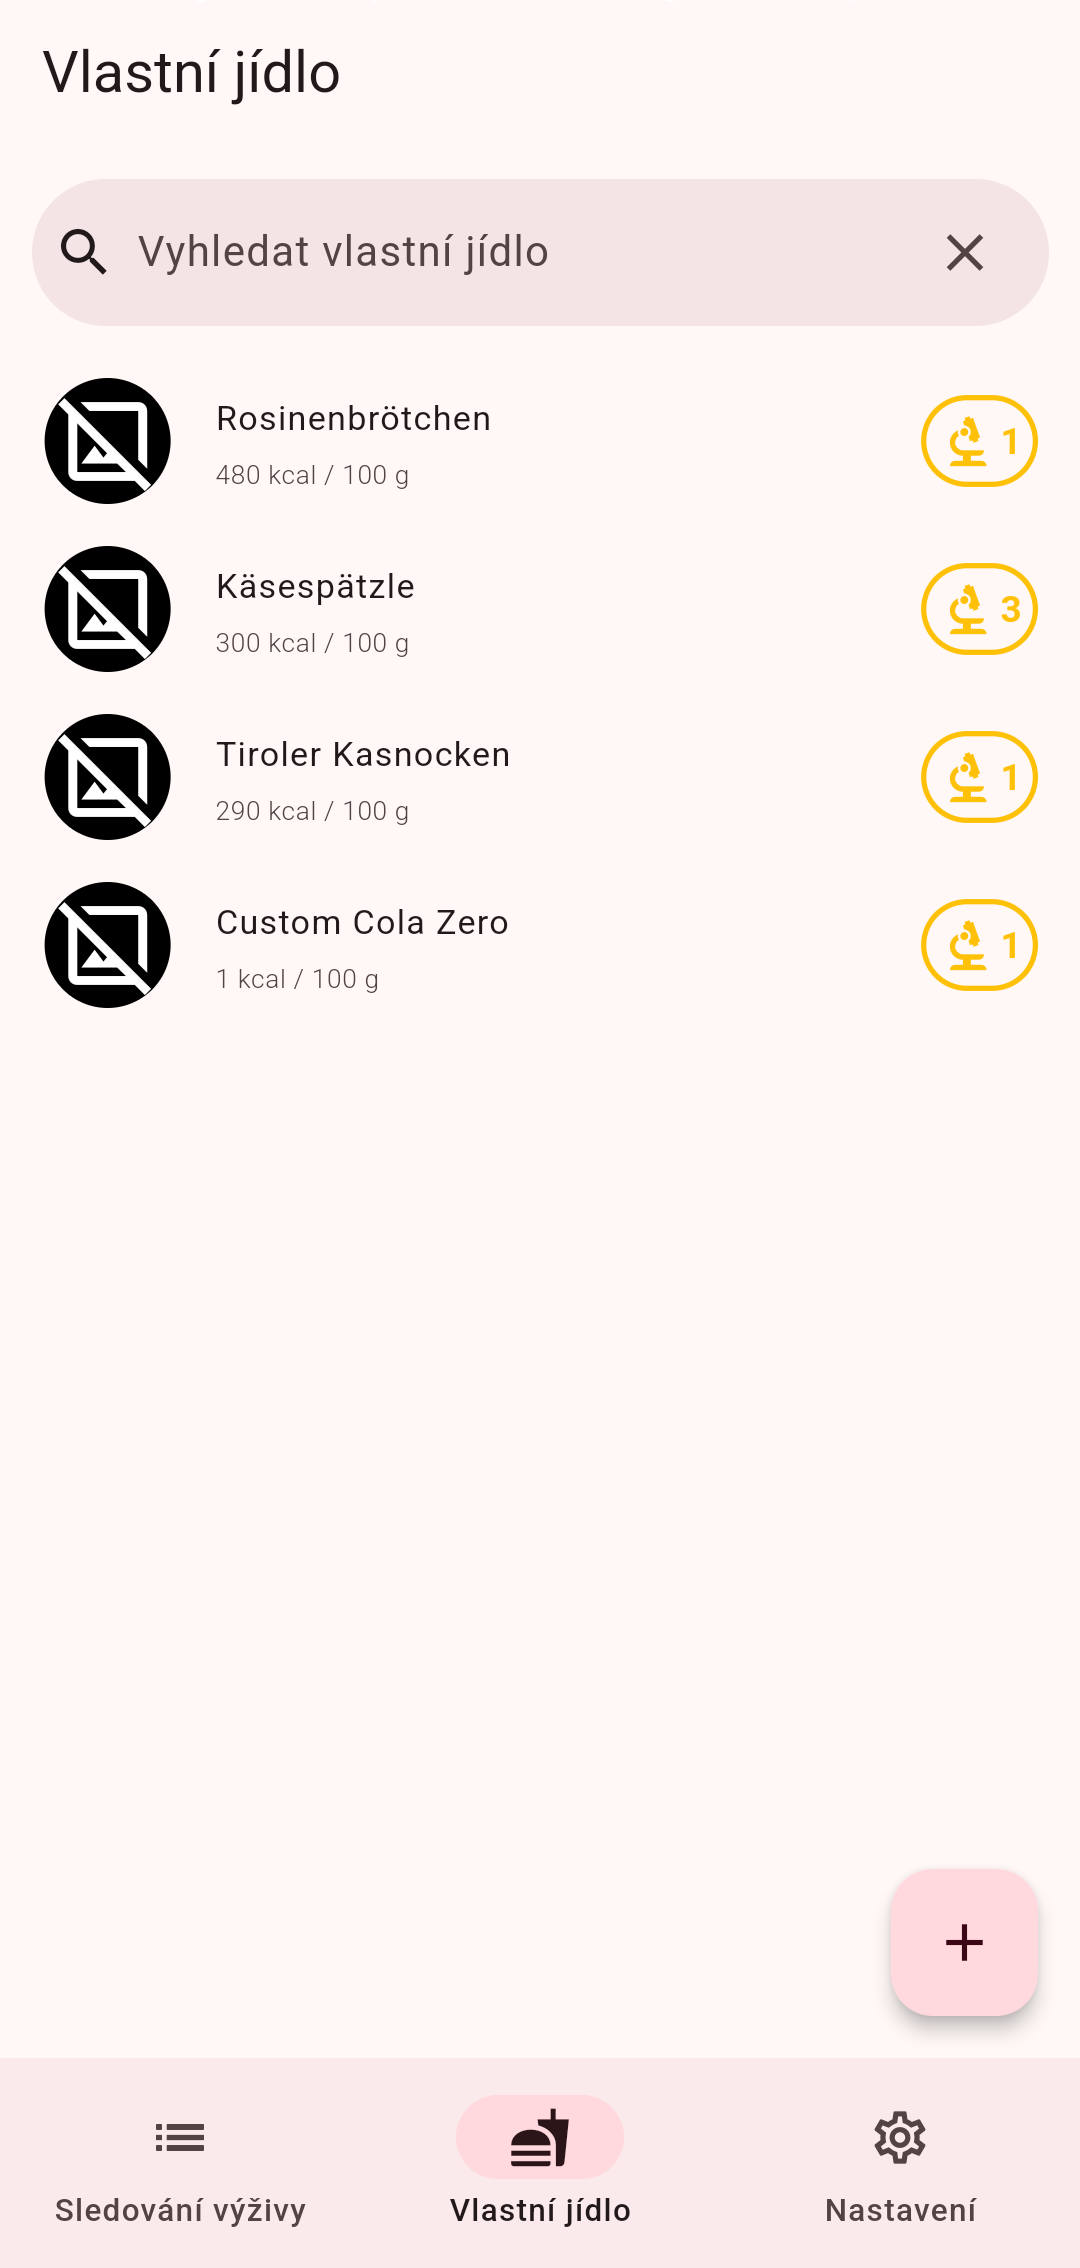 Vlastní jídlo
Vyhledat vlastní jídlo
Rosinenbrötchen
480 kcal / 100 g
1
Käsespätzle
300 kcal / 100 g
3
Tiroler Kasnocken
290 kcal / 100 g
1
Custom Cola Zero
1 kcal / 100 g
1
Sledování výživy
Vlastní jídlo
Nastavení